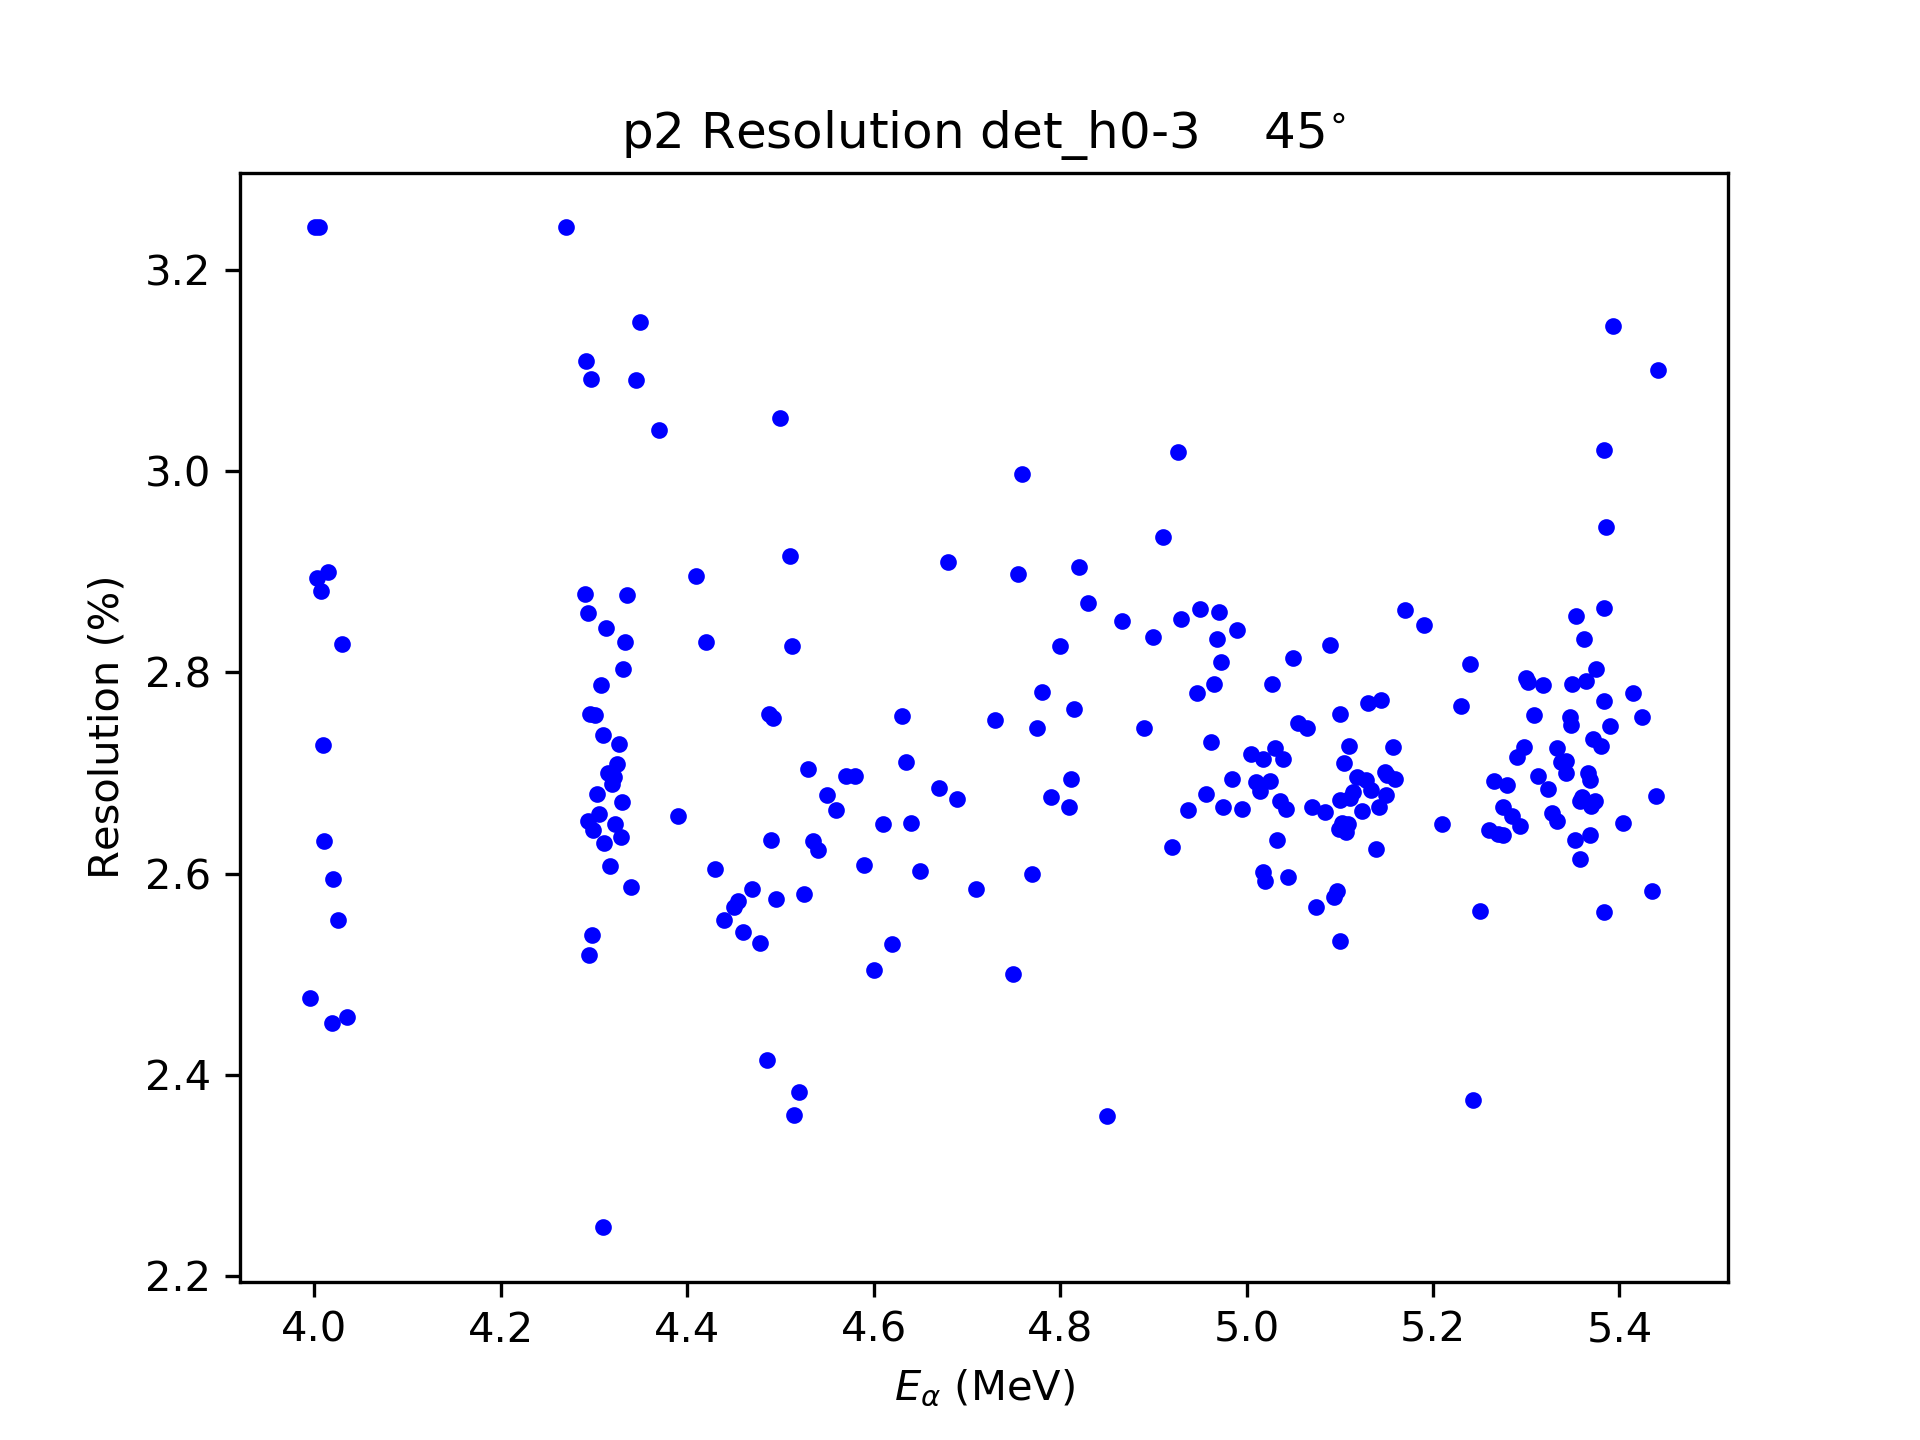 p2 Resolution det_h0-3 45°
Resolution (%)
3.2
3.0
2.8
2.6
2.4
2.2
4.0 4.2 4.4 4.6 4.8 5.0 5.2 5.4
Eα (MeV)